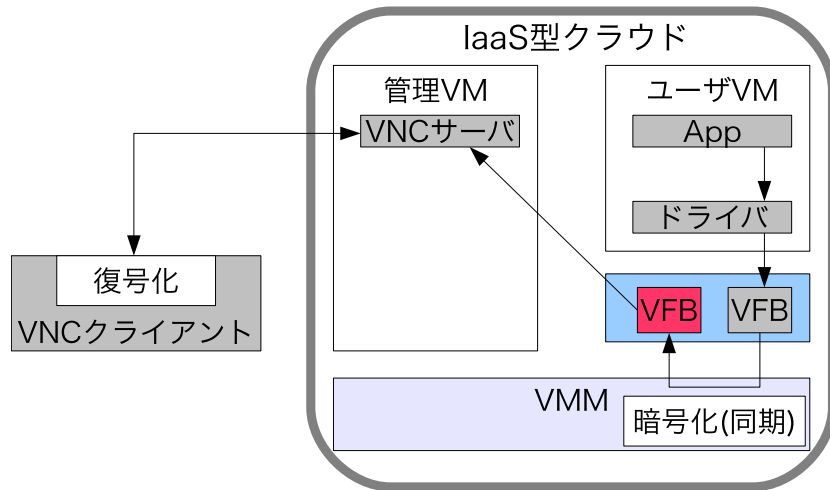 IaaS型クラウド
管理VM
ユーザVM
VNCサーバ
App
ドライバ
復号化
VNCクライアント
VFB
VFB
VMM
暗号化(同期)